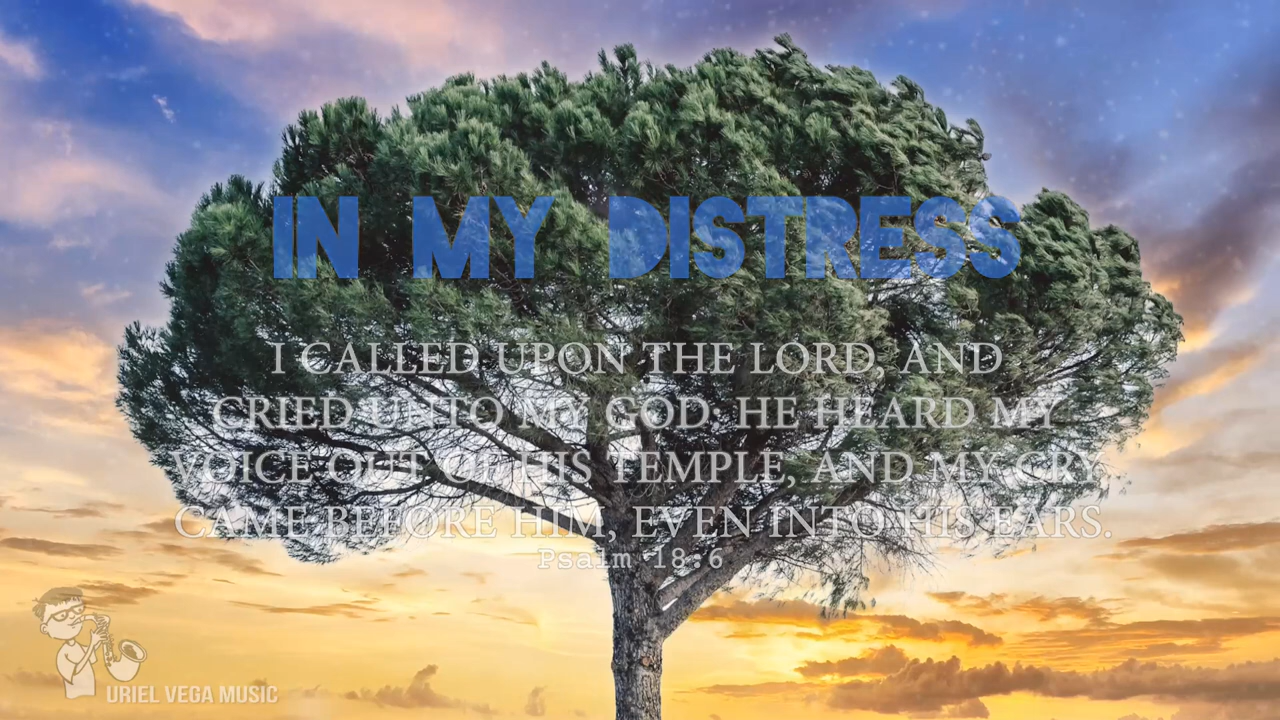 IN MY DISTRESS
I CALLED UPON THE LORD, AND
CRIED UNTO MY GOD: HE HEARD MY
VOICE OUT OF HIS TEMPLE, AND MY CRY
CAME BEFORE HIM, EVEN INTO HIS EARS.
Psalm 18:6
URIEL VEGA MUSIC